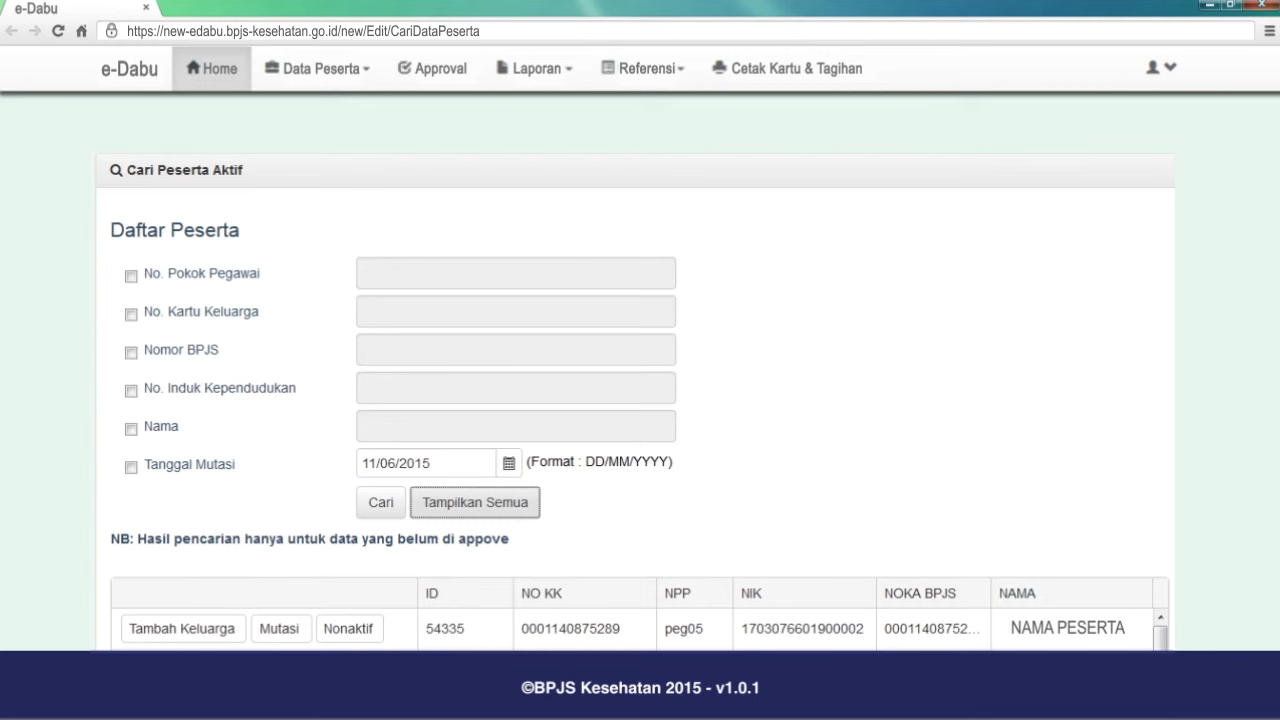 e-Dabu ×
https://new-edabu.bpjs-kesehatan.go.id/new/Edit/CariDataPeserta
e-Dabu Home Data Peserta Approval Laporan Referensi Cetak Kartu & Tagihan
Cari Peserta Aktif
Daftar Peserta
No. Pokok Pegawai
No. Kartu Keluarga
Nomor BPJS
No. Induk Kependudukan
Nama
Tanggal Mutasi 11/06/2015 (Format : DD/MM/YYYY)
Cari Tampilkan Semua
NB: Hasil pencarian hanya untuk data yang belum di appove
ID NO KK NPP NIK NOKA BPJS NAMA
Tambah Keluarga Mutasi Nonaktif 54335 0001140875289 peg05 1703076601900002 00011408752... NAMA PESERTA
©BPJS Kesehatan 2015 - v1.0.1